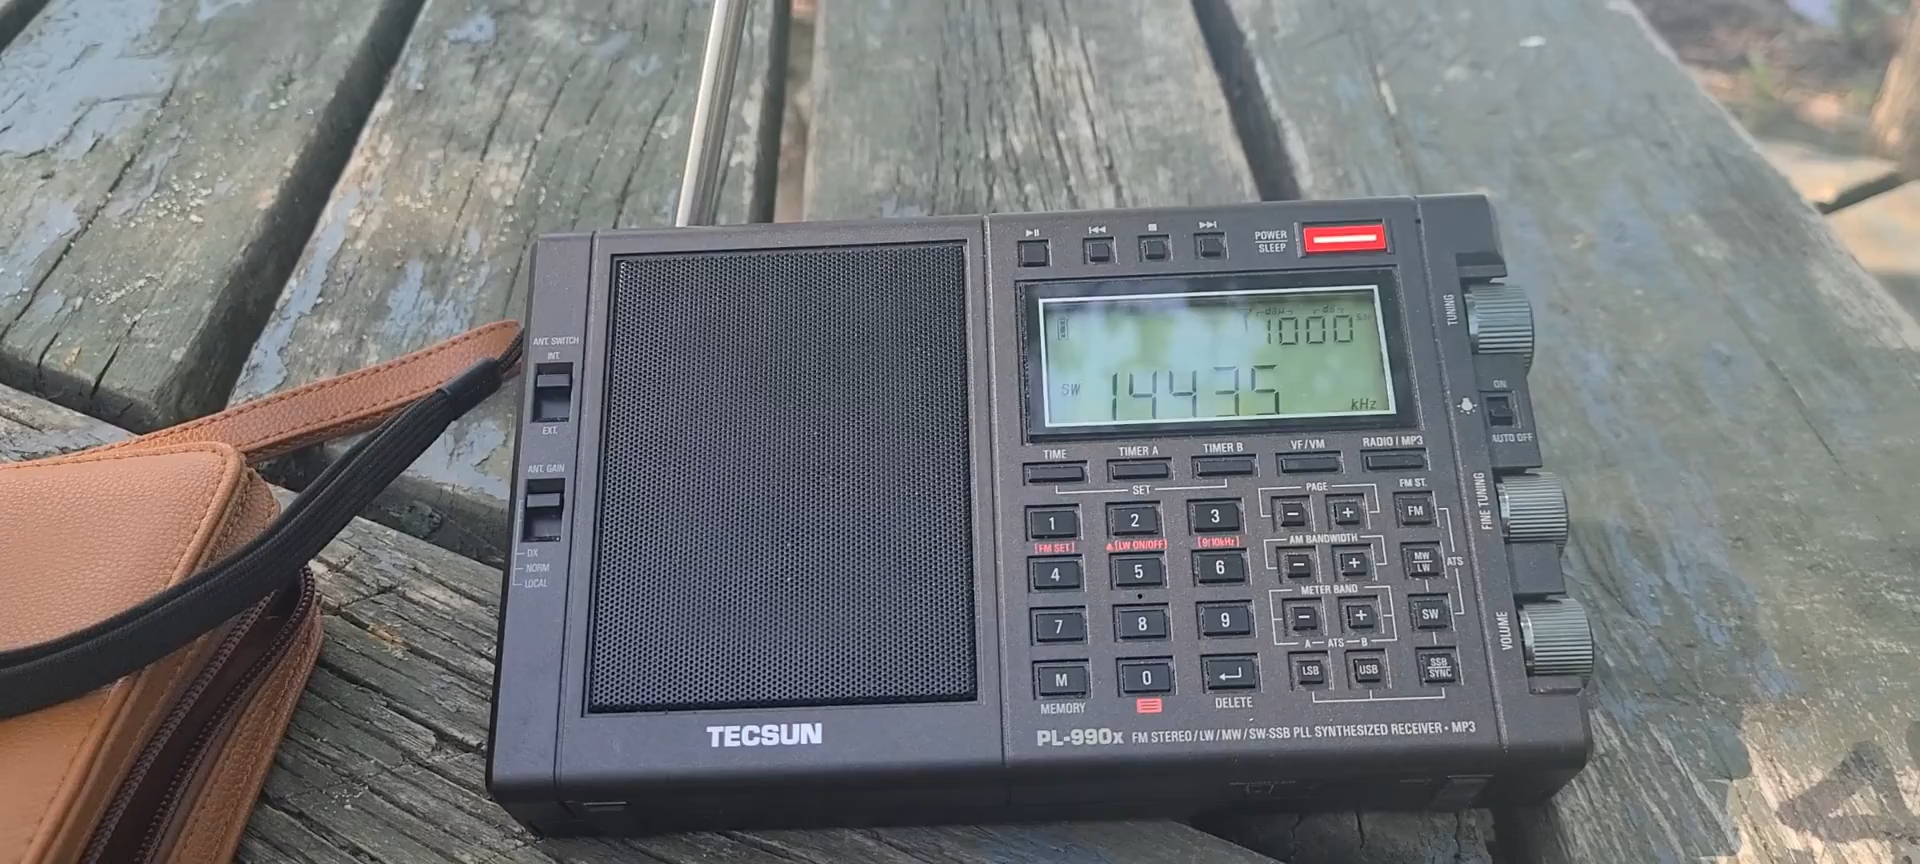 POWER
SLEEP
TUNING
ANT. SWITCH
INT.
EXT.
1000
SW 14435 kHz
ON
AUTO OFF
TIME TIMER A TIMER B VF/VM RADIO / MP3
SET
ANT. GAIN
DX
NORM
LOCAL
PAGE FM ST.
FINE TUNING
1 2 3 - + FM
[FM SET] [LW ON/OFF] [9/10kHz] AM BANDWIDTH
4 5 6 - + MW
LW
ATS
METER BAND
7 8 9 - + SW
VOLUME
A ATS B
M 0 LSB USB SSB
SYNC
MEMORY DELETE
TECSUN
PL-990x FM STEREO/LW/MW/SW-SSB PLL SYNTHESIZED RECEIVER • MP3